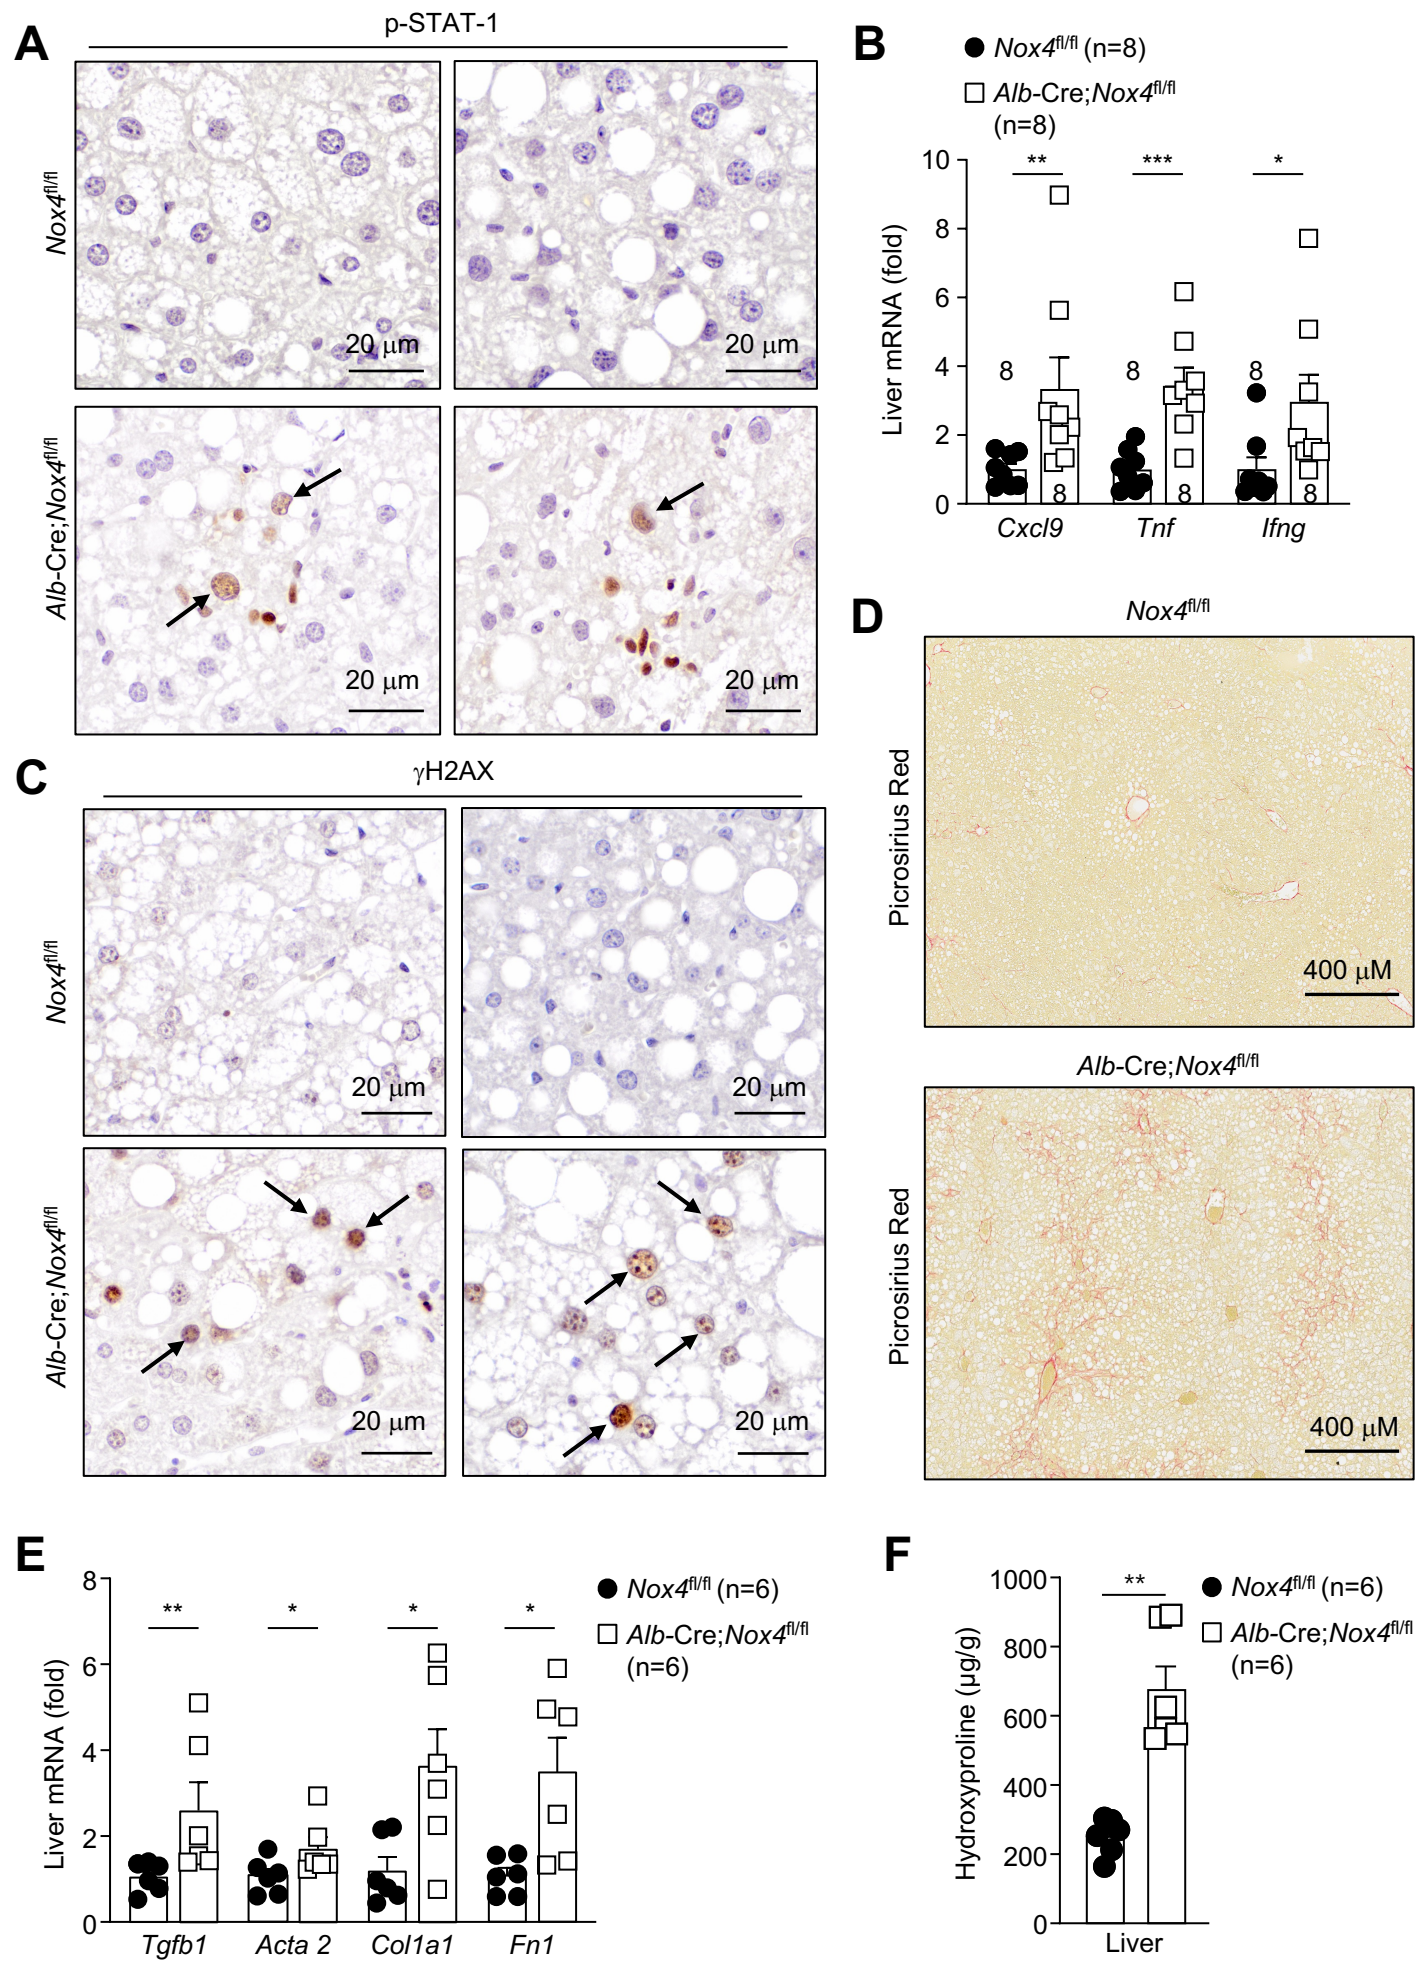 A
p-STAT-1
Nox4fl/fl
20 μm
20 μm
Alb-Cre;Nox4fl/fl
20 μm
20 μm
B
Nox4fl/fl (n=8)
Alb-Cre;Nox4fl/fl
(n=8)
Liver mRNA (fold)
10
8
6
4
2
0
**
***
*
8
8
8
8
8
8
Cxcl9
Tnf
Ifng
C
γH2AX
Nox4fl/fl
20 μm
20 μm
Alb-Cre;Nox4fl/fl
20 μm
20 μm
D
Nox4fl/fl
Picrosirius Red
400 μM
Alb-Cre;Nox4fl/fl
Picrosirius Red
400 μM
E
Liver mRNA (fold)
8
6
4
2
0
**
*
*
*
Tgfb1
Acta 2
Col1a1
Fn1
Nox4fl/fl (n=6)
Alb-Cre;Nox4fl/fl
(n=6)
F
Hydroxyproline (μg/g)
1000
800
600
400
200
0
**
Liver
Nox4fl/fl (n=6)
Alb-Cre;Nox4fl/fl
(n=6)